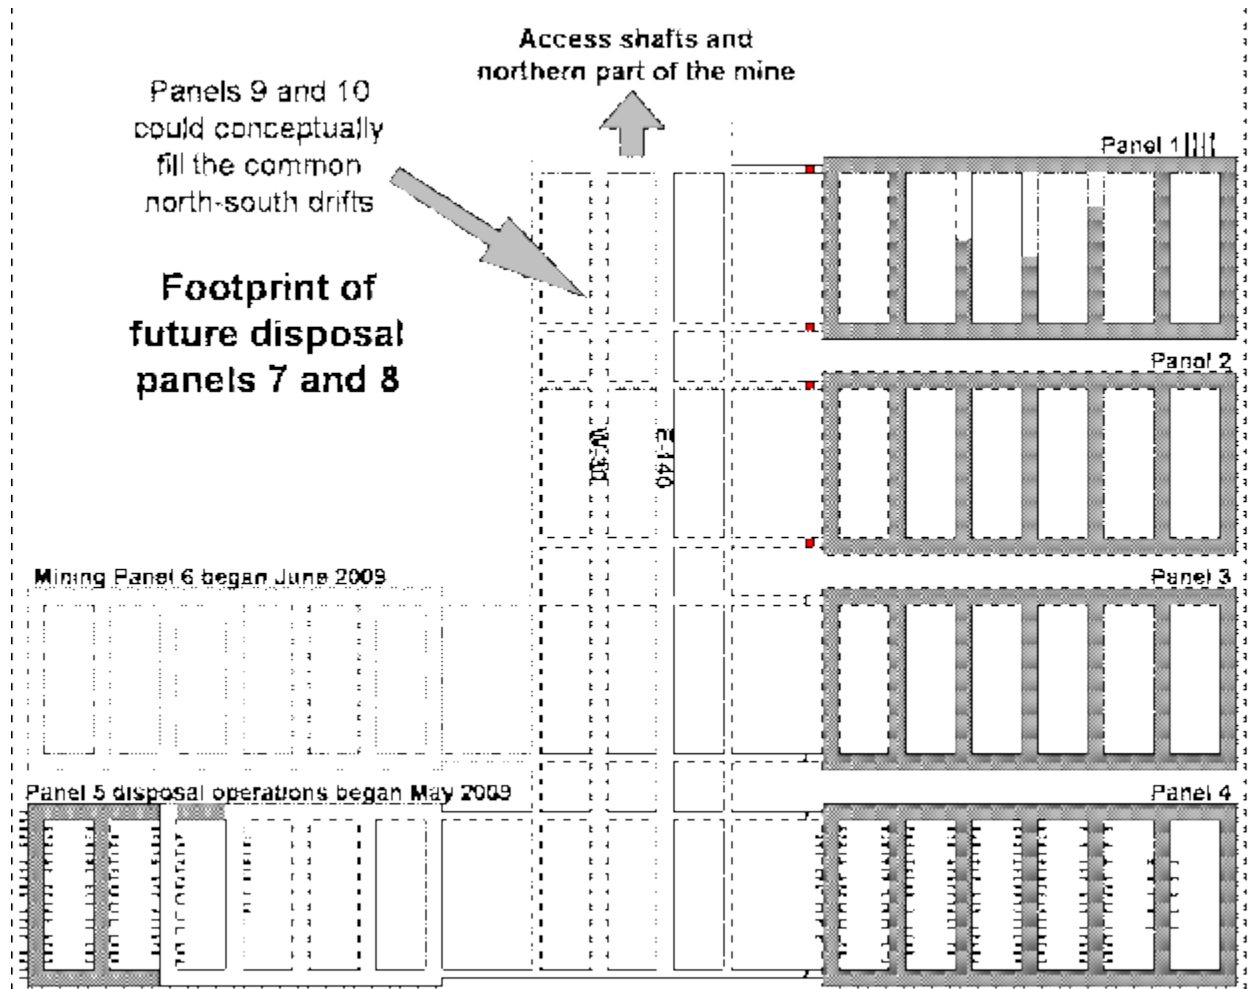 Access shafts and
northern part of the mine
Panels 9 and 10
could conceptually
fill the common
north-south drifts
Panel 1
Footprint of
future disposal
panels 7 and 8
Panel 2
W-30
E-140
Mining Panel 6 began June 2009
Panel 3
Panel 5 disposal operations began May 2009
Panel 4